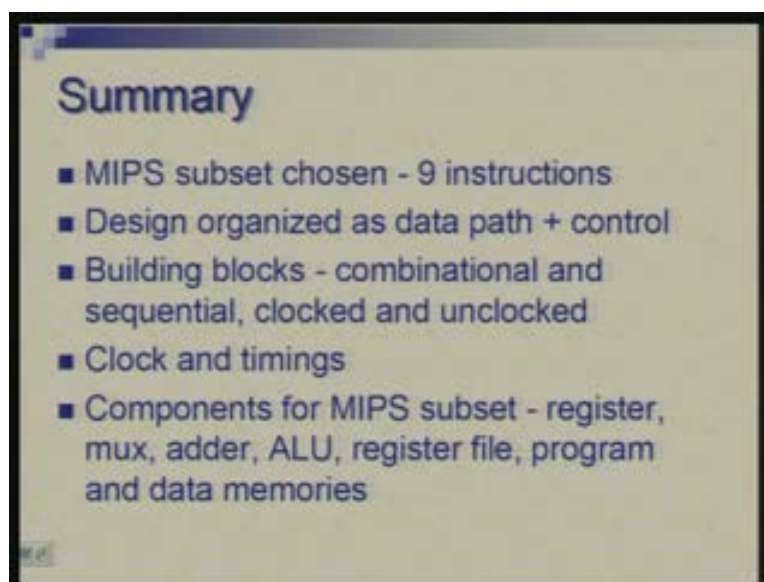 Summary
MIPS subset chosen - 9 instructions
Design organized as data path + control
Building blocks - combinational and
sequential, clocked and unclocked
Clock and timings
Components for MIPS subset - register,
mux, adder, ALU, register file, program
and data memories